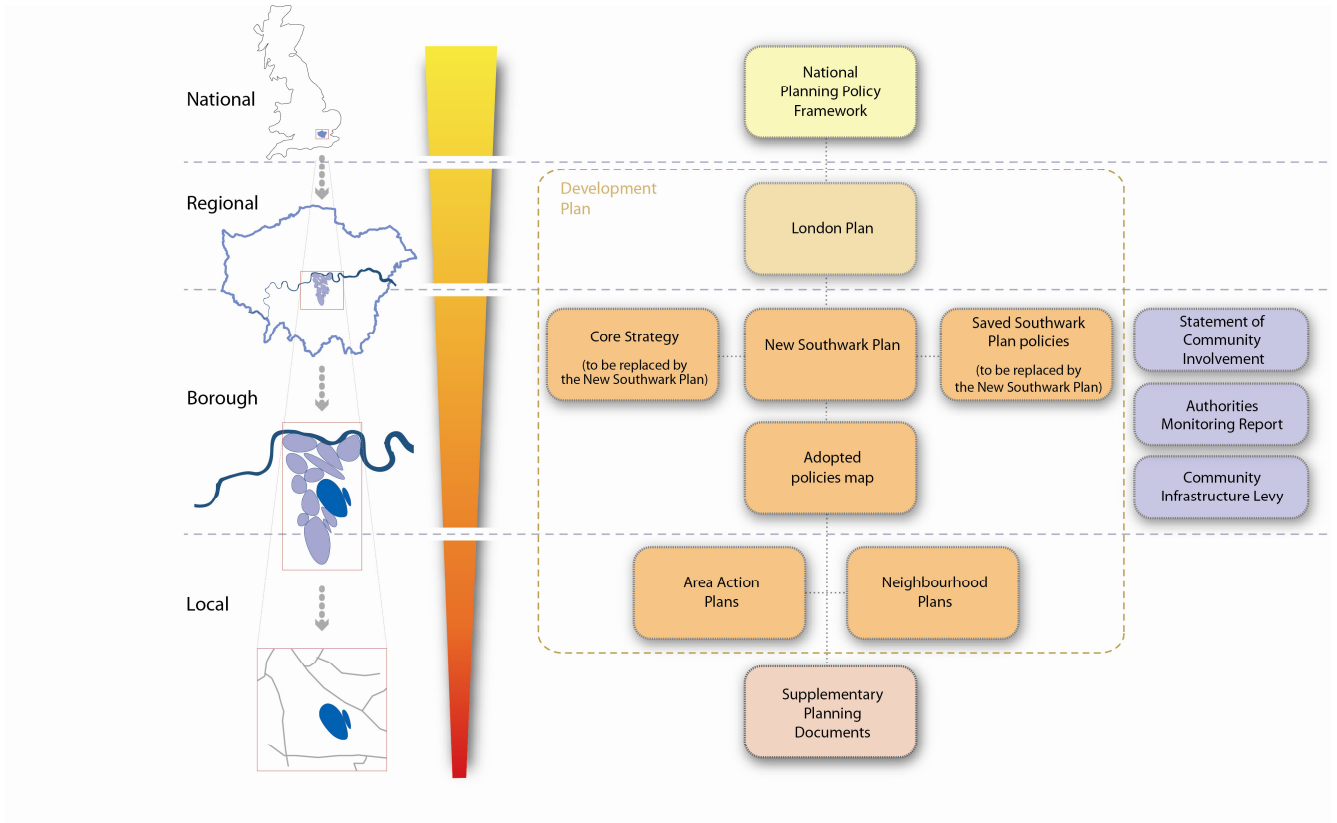 National
National
Planning Policy
Framework
Regional
Development
Plan
London Plan
Borough
Core Strategy
(to be replaced by
the New Southwark Plan)
New Southwark Plan
Saved Southwark
Plan policies
(to be replaced by
the New Southwark Plan)
Statement of
Community
Involvement
Authorities
Monitoring Report
Adopted
policies map
Community
Infrastructure Levy
Local
Area Action
Plans
Neighbourhood
Plans
Supplementary
Planning
Documents